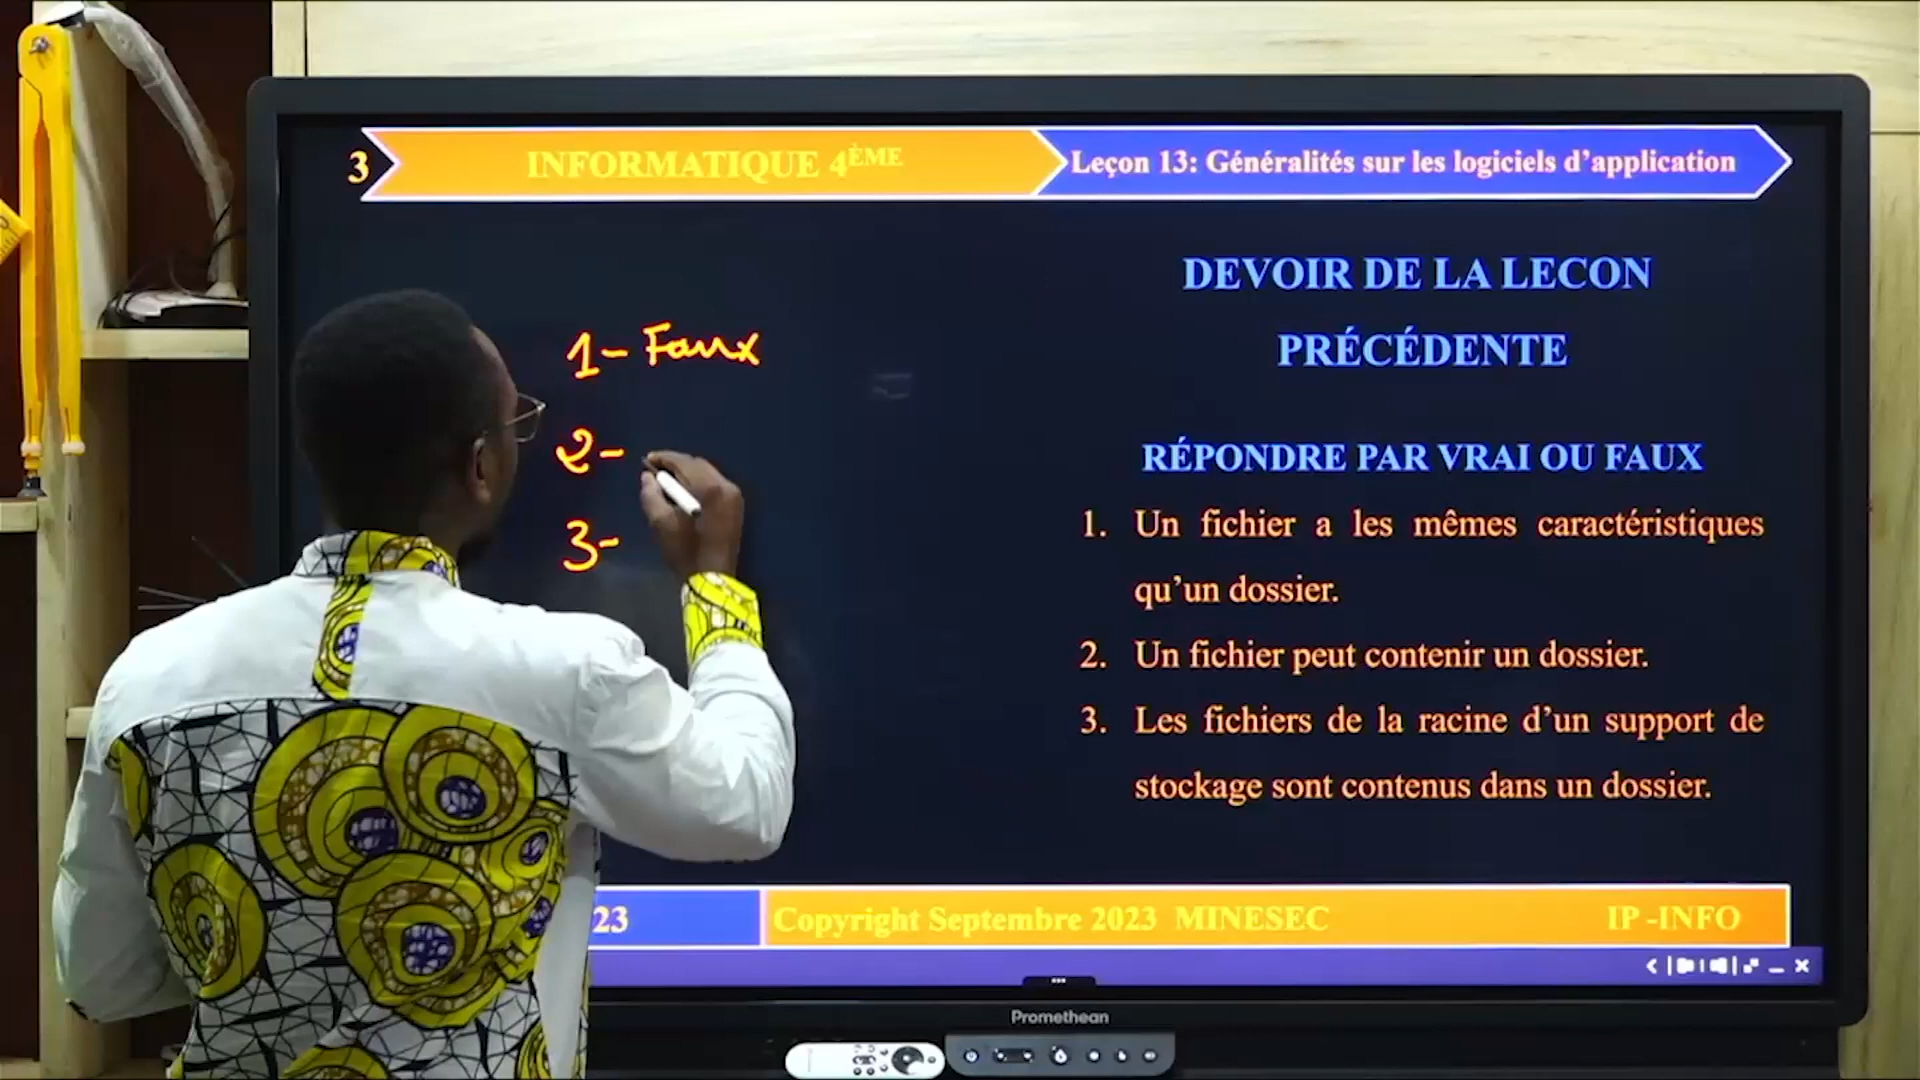 3
INFORMATIQUE 4ÈME
Leçon 13: Généralités sur les logiciels d’application
DEVOIR DE LA LECON
PRÉCÉDENTE
1- Faux
2-
3-
RÉPONDRE PAR VRAI OU FAUX
1. Un fichier a les mêmes caractéristiques
qu’un dossier.
2. Un fichier peut contenir un dossier.
3. Les fichiers de la racine d’un support de
stockage sont contenus dans un dossier.
23
Copyright Septembre 2023 MINESEC
IP -INFO
Promethean